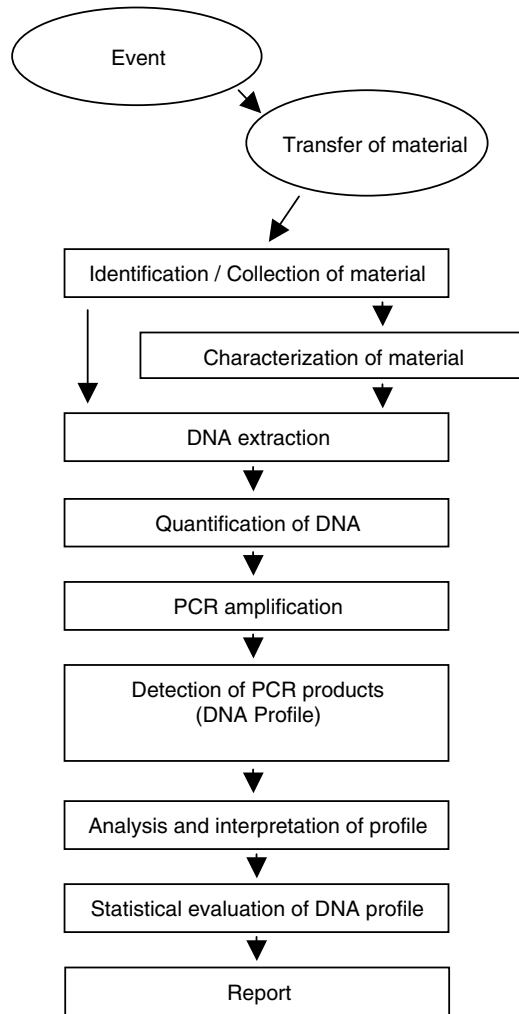 Event
Transfer of material
Identification / Collection of material
Characterization of material
DNA extraction
Quantification of DNA
PCR amplification
Detection of PCR products
(DNA Profile)
Analysis and interpretation of profile
Statistical evaluation of DNA profile
Report